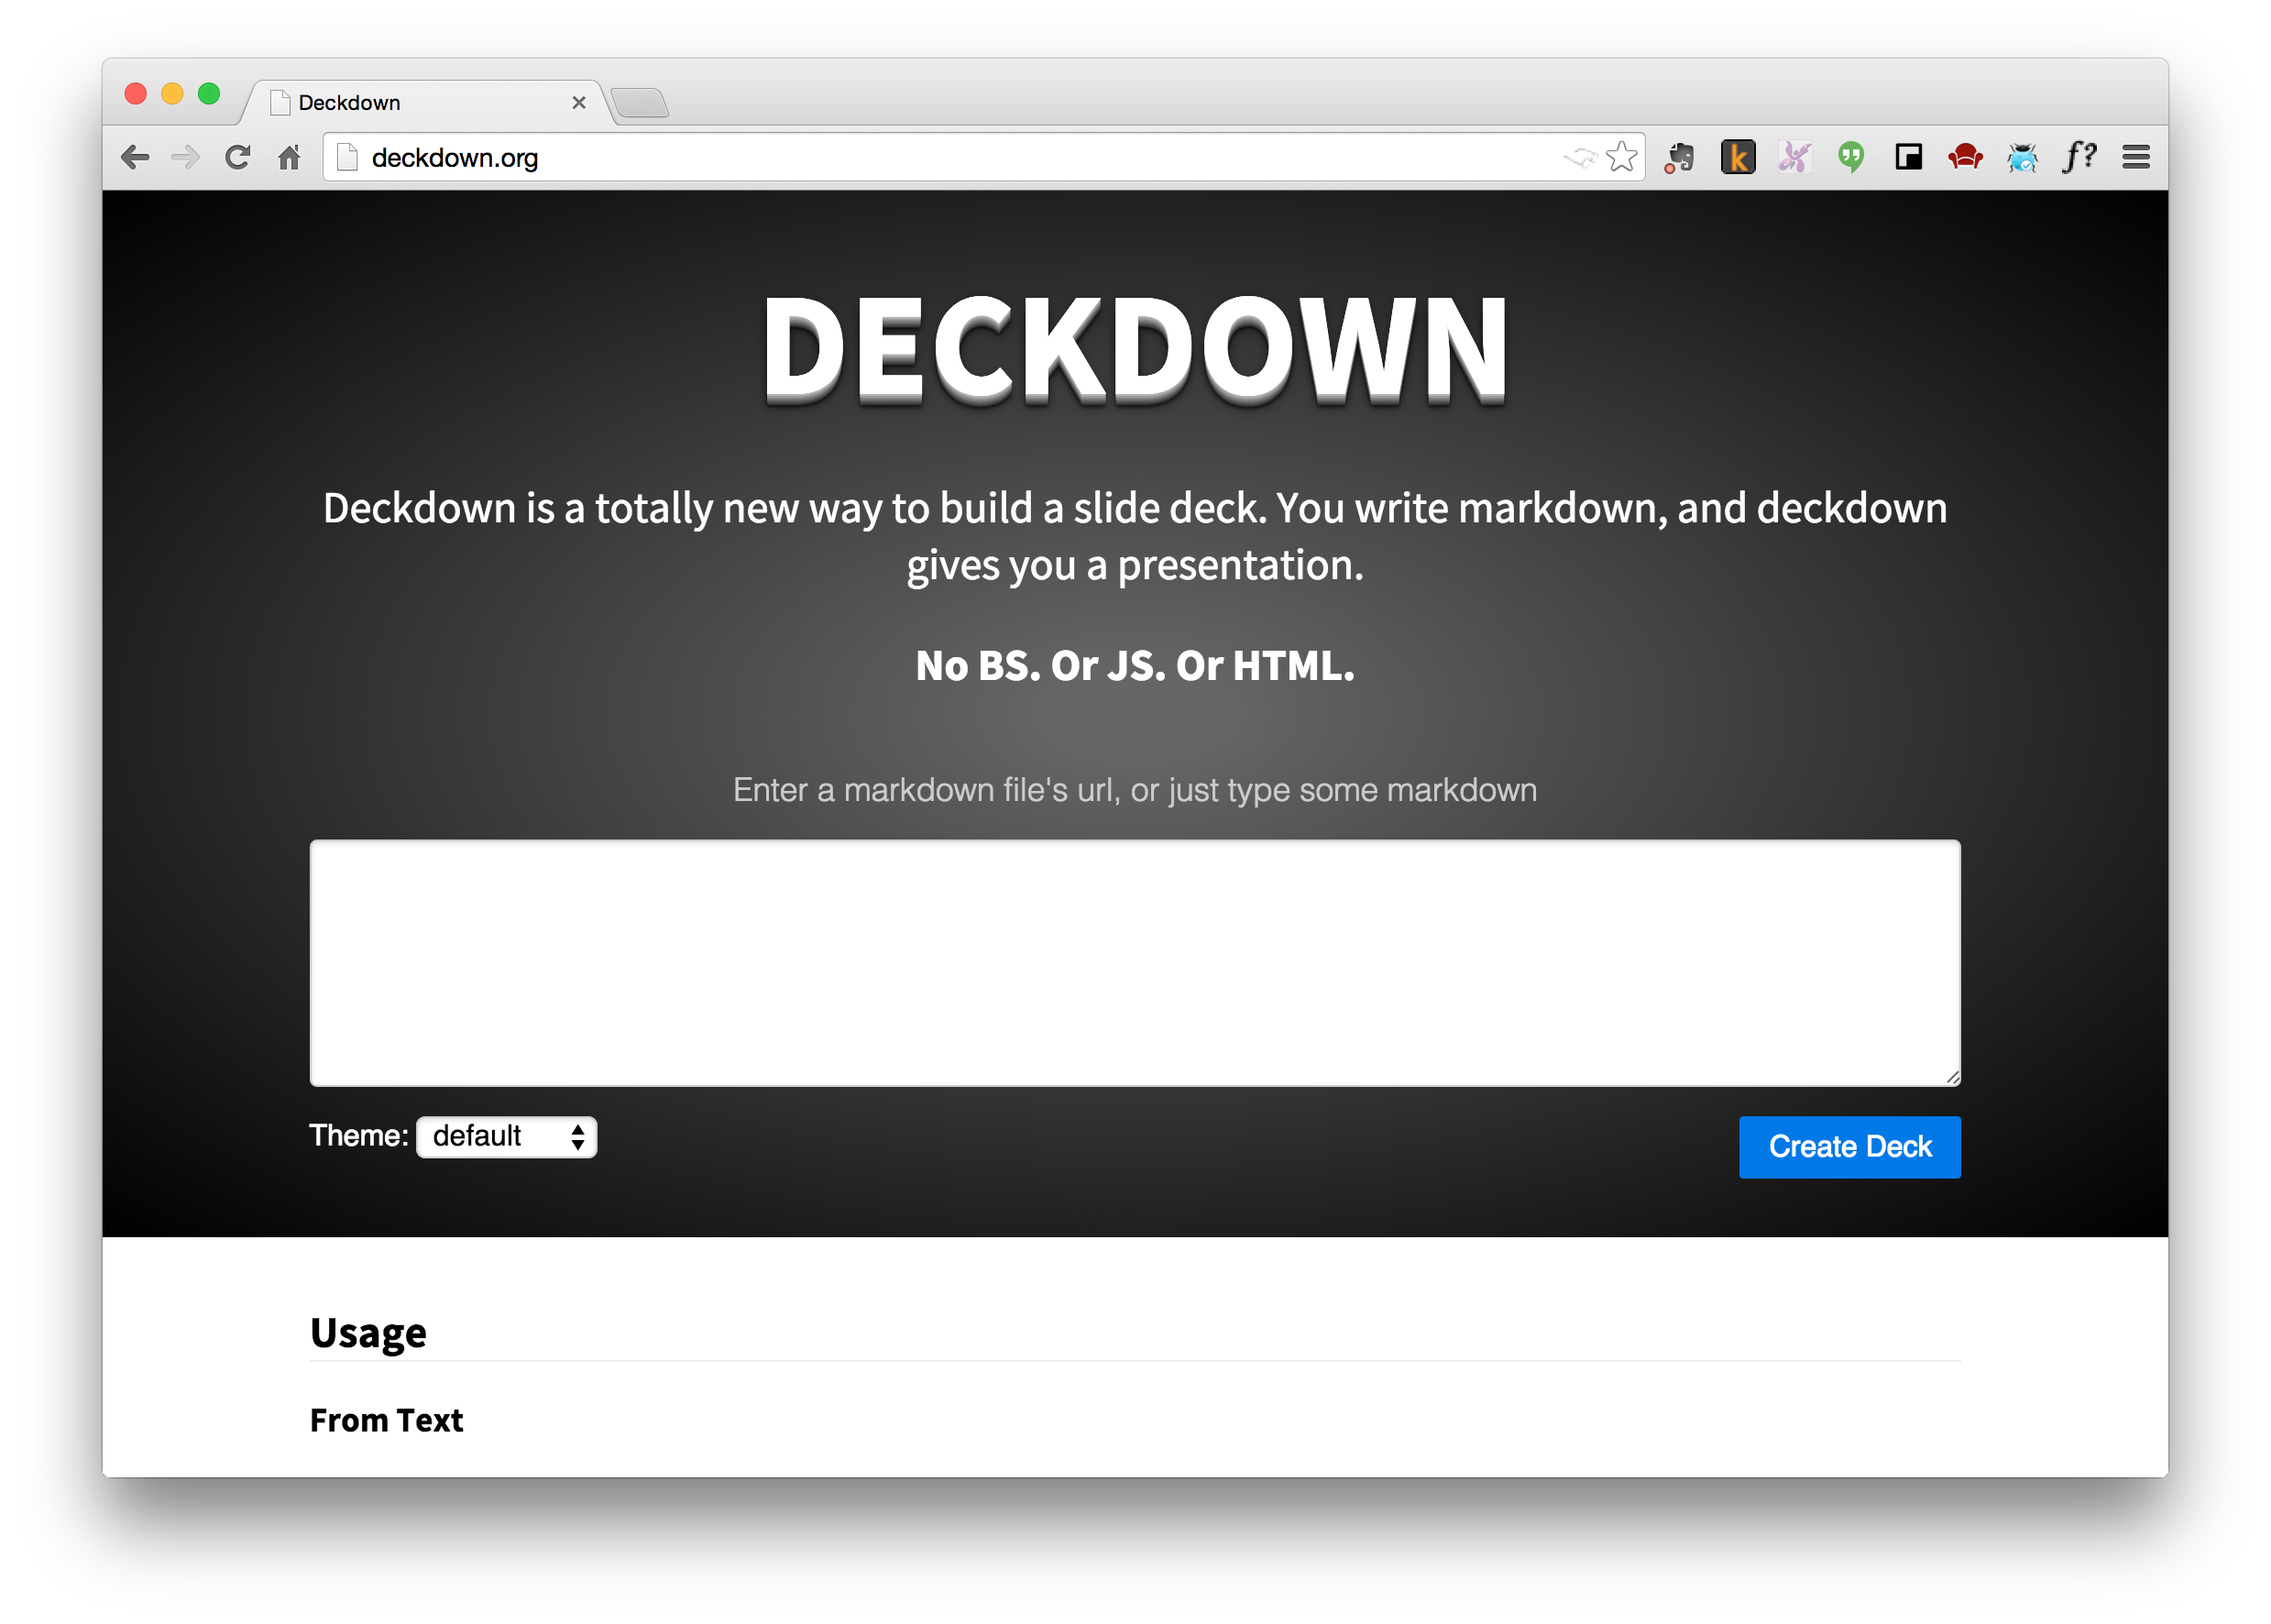 Deckdown
deckdown.org
k
f?
DECKDOWN
Deckdown is a totally new way to build a slide deck. You write markdown, and deckdown
gives you a presentation.
No BS. Or JS. Or HTML.
Enter a markdown file's url, or just type some markdown
Theme: default
Create Deck
Usage
From Text